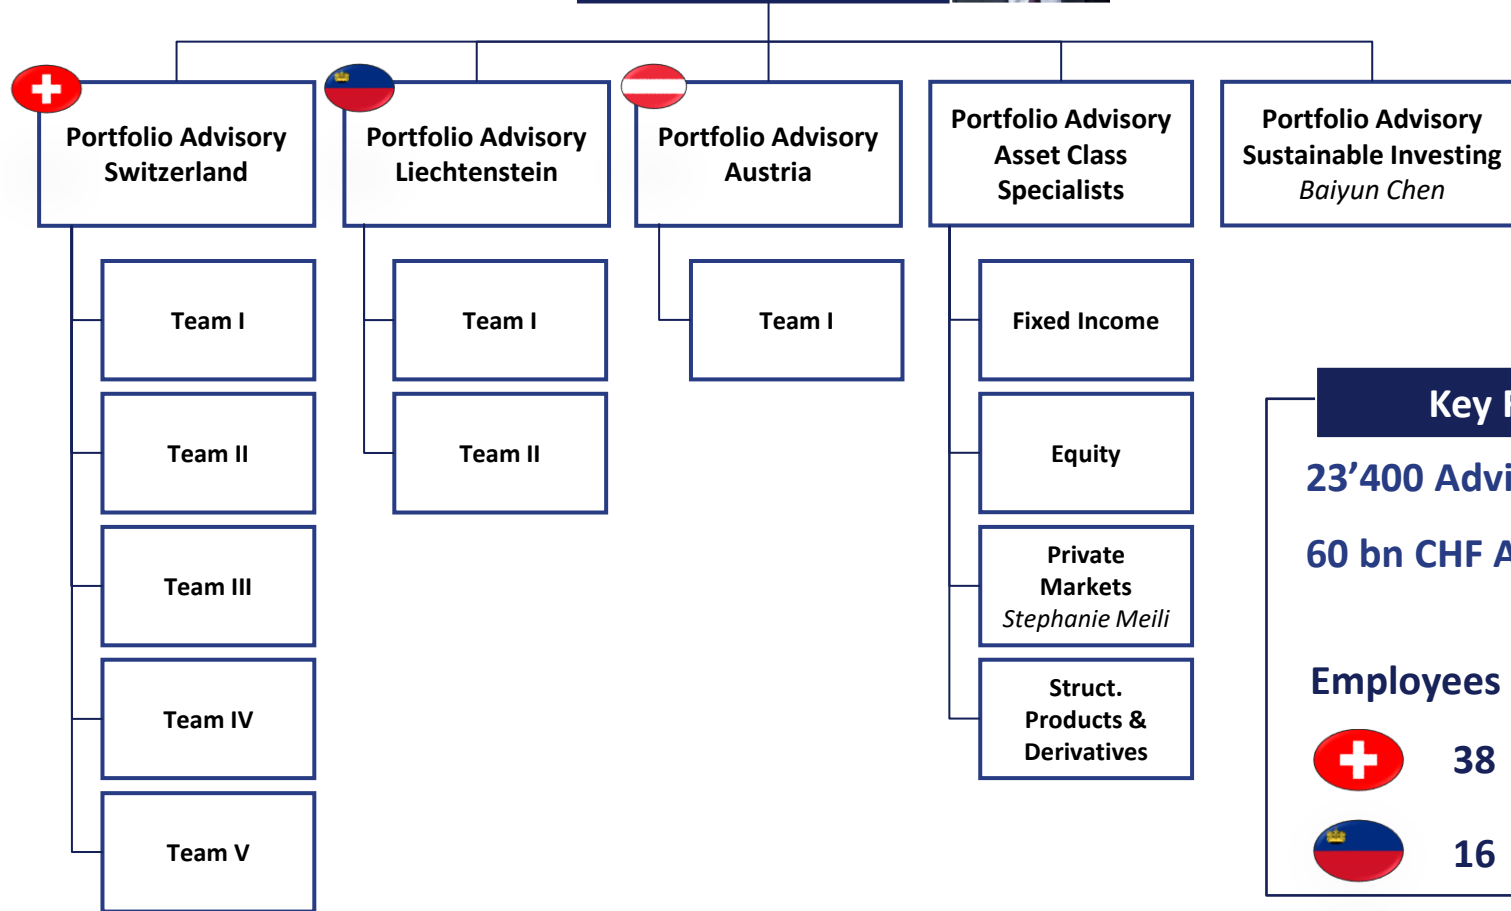 Portfolio Advisory
Switzerland
Portfolio Advisory
Liechtenstein
Portfolio Advisory
Austria
Portfolio Advisory
Asset Class
Specialists
Portfolio Advisory
Sustainable Investing
Baiyun Chen
Team I
Team II
Team III
Team IV
Team V
Team I
Team II
Team I
Fixed Income
Equity
Private
Markets
Stephanie Meili
Struct.
Products &
Derivatives
Key
23’400
60 bn CHF
Employees
38
16